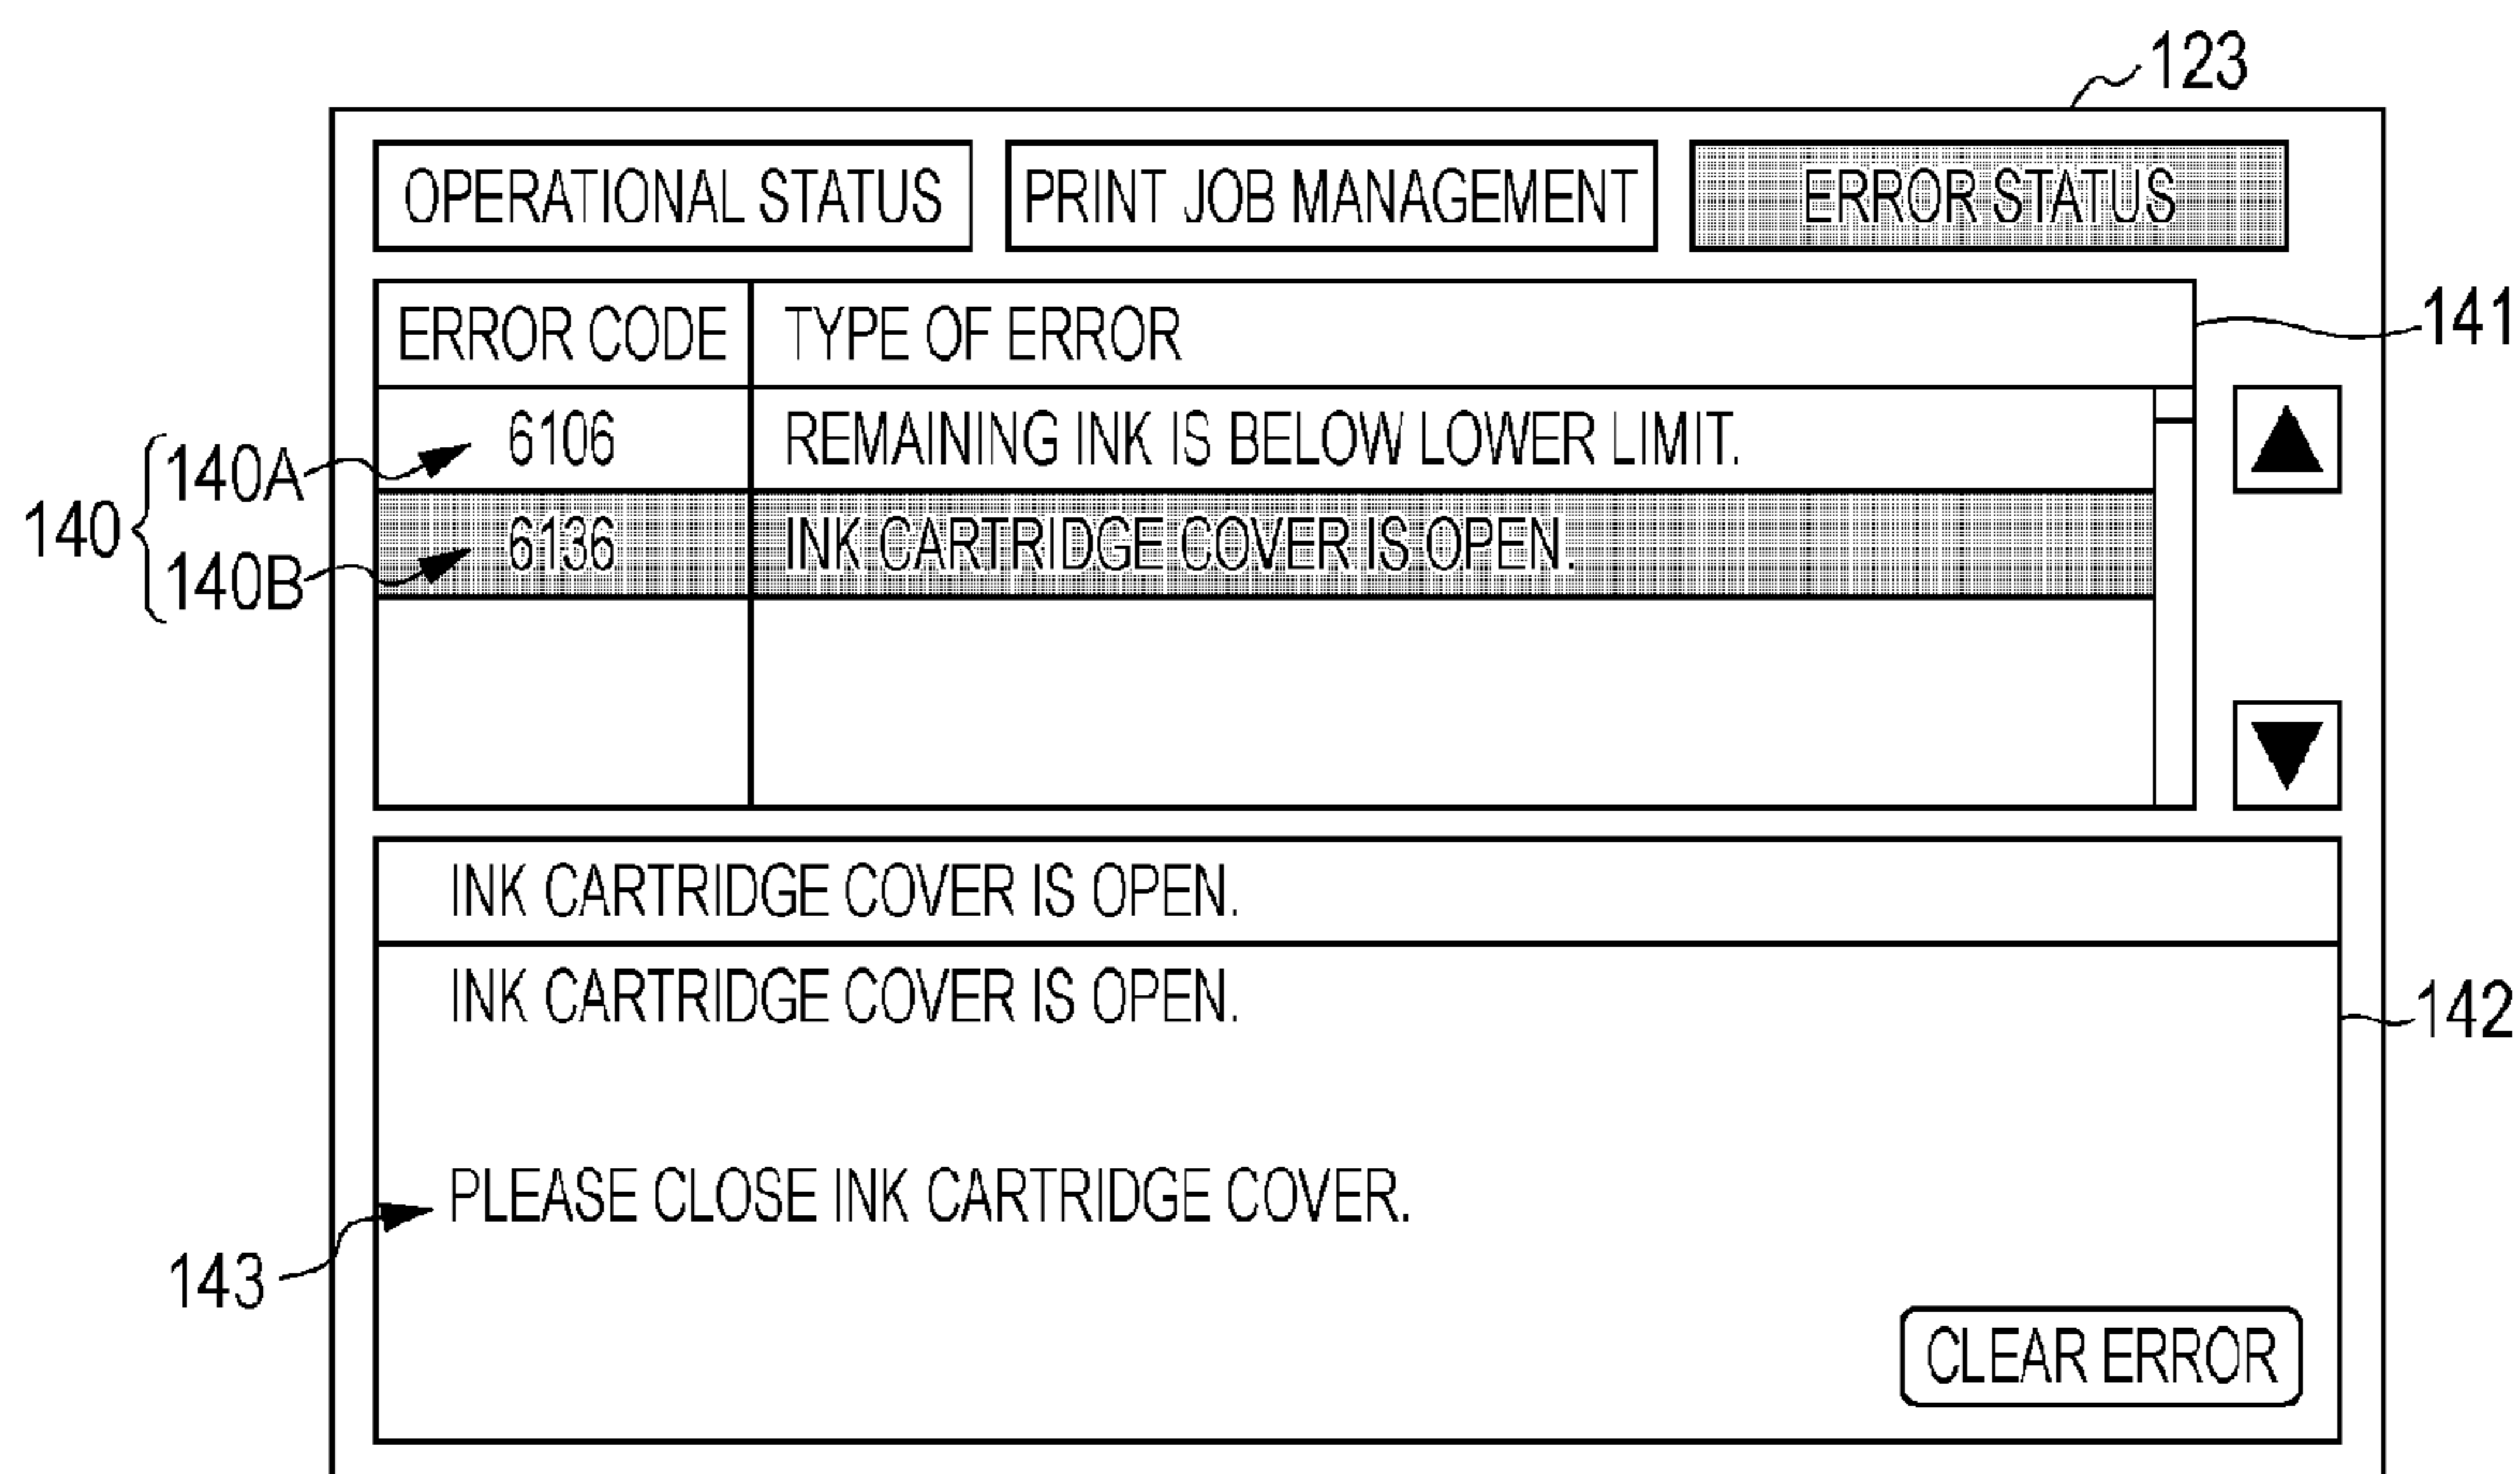 123
OPERATIONAL STATUS PRINT JOB MANAGEMENT ERROR STATUS
ERROR CODE TYPE OF ERROR
141
6106 REMAINING INK IS BELOW LOWER LIMIT.
140A
140
6136 INK CARTRIDGE COVER IS OPEN.
140B
INK CARTRIDGE COVER IS OPEN.
INK CARTRIDGE COVER IS OPEN.
142
PLEASE CLOSE INK CARTRIDGE COVER.
143
CLEAR ERROR